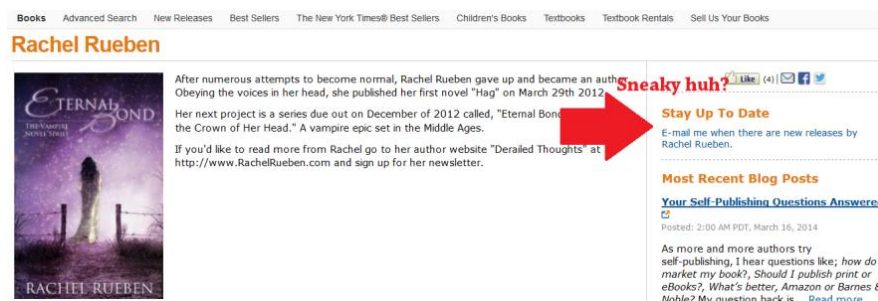 Books Advanced Search New Releases Best Sellers The New York Times® Best Sellers Children's Books Textbooks Textbook Rentals Sell Us Your Books
Rachel Rueben
ETERNAL
BOND
THE VAMPIRE
NOVEL SERIES
RACHEL RUEBEN
After numerous attempts to become normal, Rachel Rueben gave up and became an author.
Obeying the voices in her head, she published her first novel "Hag" on March 29th 2012.
Her next project is a series due out on December of 2012 called, "Eternal Bond
the Crown of Her Head." A vampire epic set in the Middle Ages.
If you'd like to read more from Rachel go to her author website "Derailed Thoughts" at
http://www.RachelRueben.com and sign up for her newsletter.
Sneaky huh?
Like (4)
Stay Up To Date
E-mail me when there are new releases by
Rachel Rueben.
Most Recent Blog Posts
Your Self-Publishing Questions Answered
Posted: 2:00 AM PDT, March 16, 2014
As more and more authors try
self-publishing, I hear questions like; how do
market my book?, Should I publish print or
eBooks?, What's better, Amazon or Barnes &
Noble? My question back is... Read more